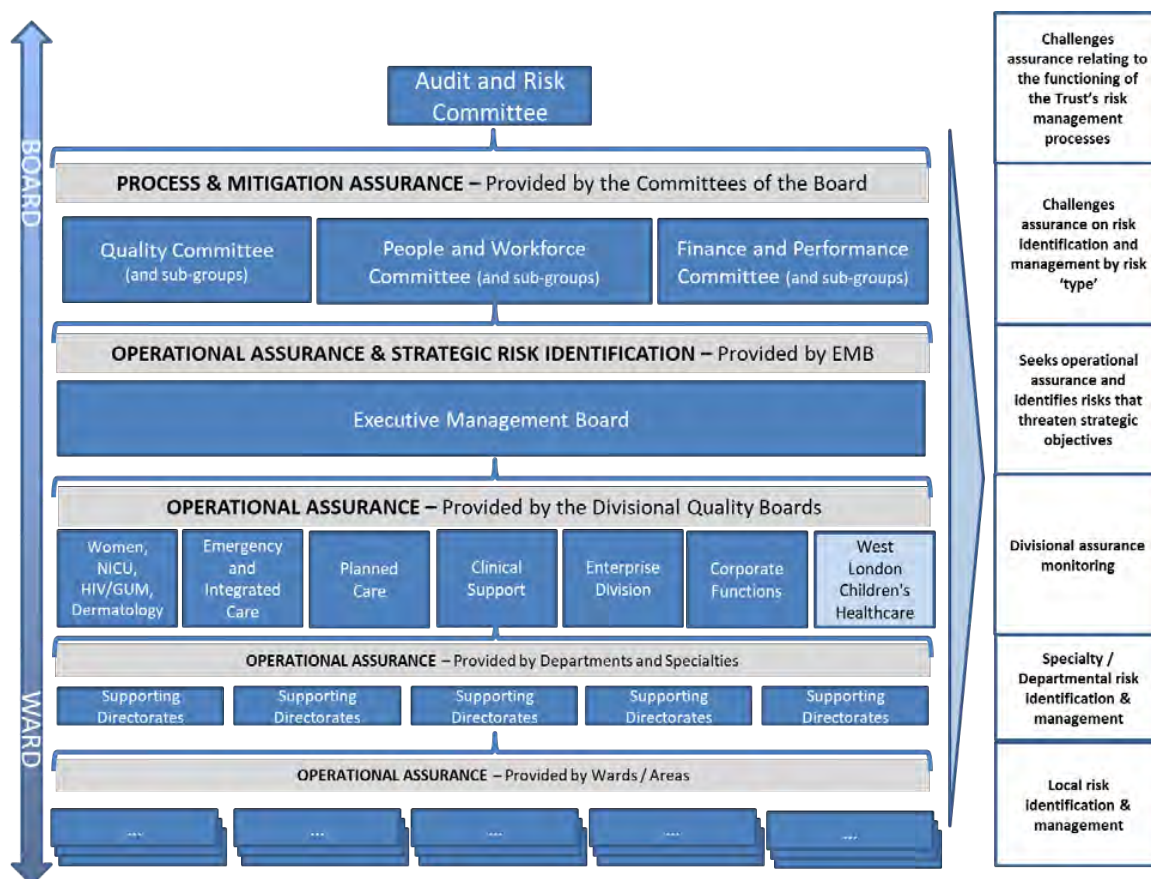 BOARD
WARD
Audit and Risk
Committee
PROCESS & MITIGATION ASSURANCE – Provided by the Committees of the Board
Quality Committee
(and sub-groups)
People and Workforce
Committee (and sub-groups)
Finance and Performance
Committee (and sub-groups)
OPERATIONAL ASSURANCE & STRATEGIC RISK IDENTIFICATION – Provided by EMB
Executive Management Board
OPERATIONAL ASSURANCE – Provided by the Divisional Quality Boards
Women,
NICU,
HIV/GUM,
Dermatology
Emergency
and
Integrated
Care
Planned
Care
Clinical
Support
Enterprise
Division
Corporate
Functions
West
London
Children's
Healthcare
OPERATIONAL ASSURANCE – Provided by Departments and Specialties
Supporting
Directorates
Supporting
Directorates
Supporting
Directorates
Supporting
Directorates
Supporting
Directorates
OPERATIONAL ASSURANCE – Provided by Wards / Areas
...
...
...
...
...
Challenges
assurance relating to
the functioning of
the Trust's risk
management
processes
Challenges
assurance on risk
identification and
management by risk
‘type’
Seeks operational
assurance and
identifies risks that
threaten strategic
objectives
Divisional assurance
monitoring
Specialty /
Departmental risk
identification &
management
Local risk
identification &
management